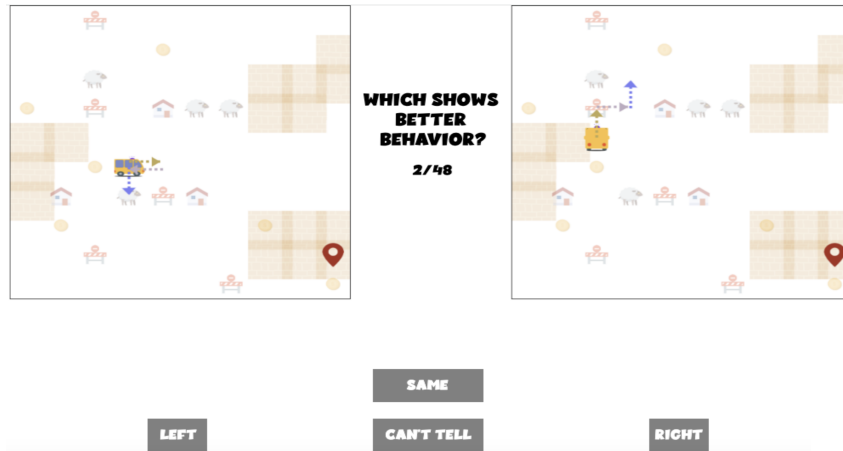 WHICH SHOWS
BETTER
BEHAVIOR?
2/48
SAME
LEFT
CAN'T TELL
RIGHT